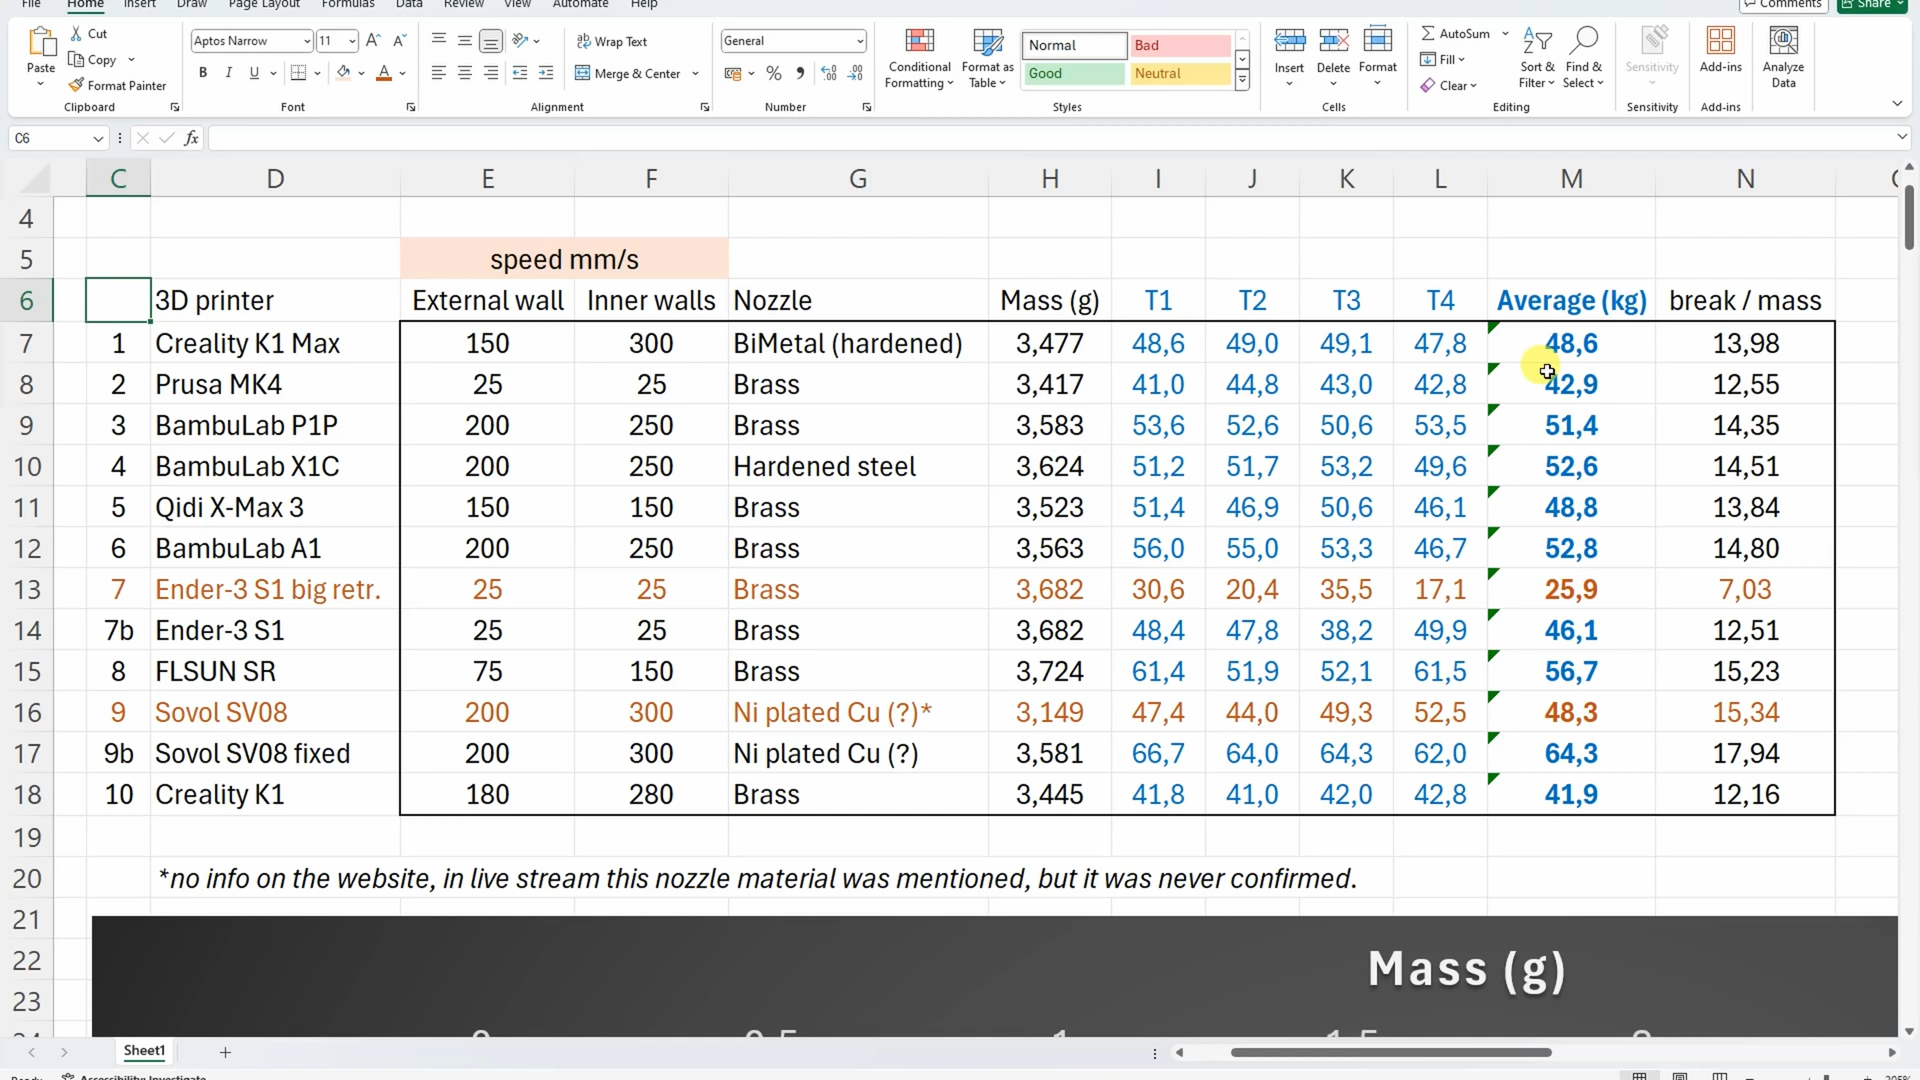 File Home Insert Draw Page Layout Formulas Data Review View Automate Help Comments Share
Paste Cut Copy Format Painter Clipboard
Aptos Narrow 11 A A B I U A Font
Wrap Text Merge & Center Alignment
General % Number
Conditional Formatting Format as Table Normal Bad Good Neutral Styles
Insert Delete Format Cells
AutoSum Fill Clear Sort & Filter Find & Select Editing
Sensitivity Sensitivity
Add-ins Add-ins
Analyze Data
C6 fx
C D E F G H I J K L M N
4
5 speed mm/s
6 3D printer External wall Inner walls Nozzle Mass (g) T1 T2 T3 T4 Average (kg) break / mass
7 1 Creality K1 Max 150 300 BiMetal (hardened) 3,477 48,6 49,0 49,1 47,8 48,6 13,98
8 2 Prusa MK4 25 25 Brass 3,417 41,0 44,8 43,0 42,8 42,9 12,55
9 3 BambuLab P1P 200 250 Brass 3,583 53,6 52,6 50,6 53,5 51,4 14,35
10 4 BambuLab X1C 200 250 Hardened steel 3,624 51,2 51,7 53,2 49,6 52,6 14,51
11 5 Qidi X-Max 3 150 150 Brass 3,523 51,4 46,9 50,6 46,1 48,8 13,84
12 6 BambuLab A1 200 250 Brass 3,563 56,0 55,0 53,3 46,7 52,8 14,80
13 7 Ender-3 S1 big retr. 25 25 Brass 3,682 30,6 20,4 35,5 17,1 25,9 7,03
14 7b Ender-3 S1 25 25 Brass 3,682 48,4 47,8 38,2 49,9 46,1 12,51
15 8 FLSUN SR 75 150 Brass 3,724 61,4 51,9 52,1 61,5 56,7 15,23
16 9 Sovol SV08 200 300 Ni plated Cu (?)* 3,149 47,4 44,0 49,3 52,5 48,3 15,34
17 9b Sovol SV08 fixed 200 300 Ni plated Cu (?) 3,581 66,7 64,0 64,3 62,0 64,3 17,94
18 10 Creality K1 180 280 Brass 3,445 41,8 41,0 42,0 42,8 41,9 12,16
19
20 *no info on the website, in live stream this nozzle material was mentioned, but it was never confirmed.
21
22 Mass (g)
23
Sheet1
Accessibility: Investigate